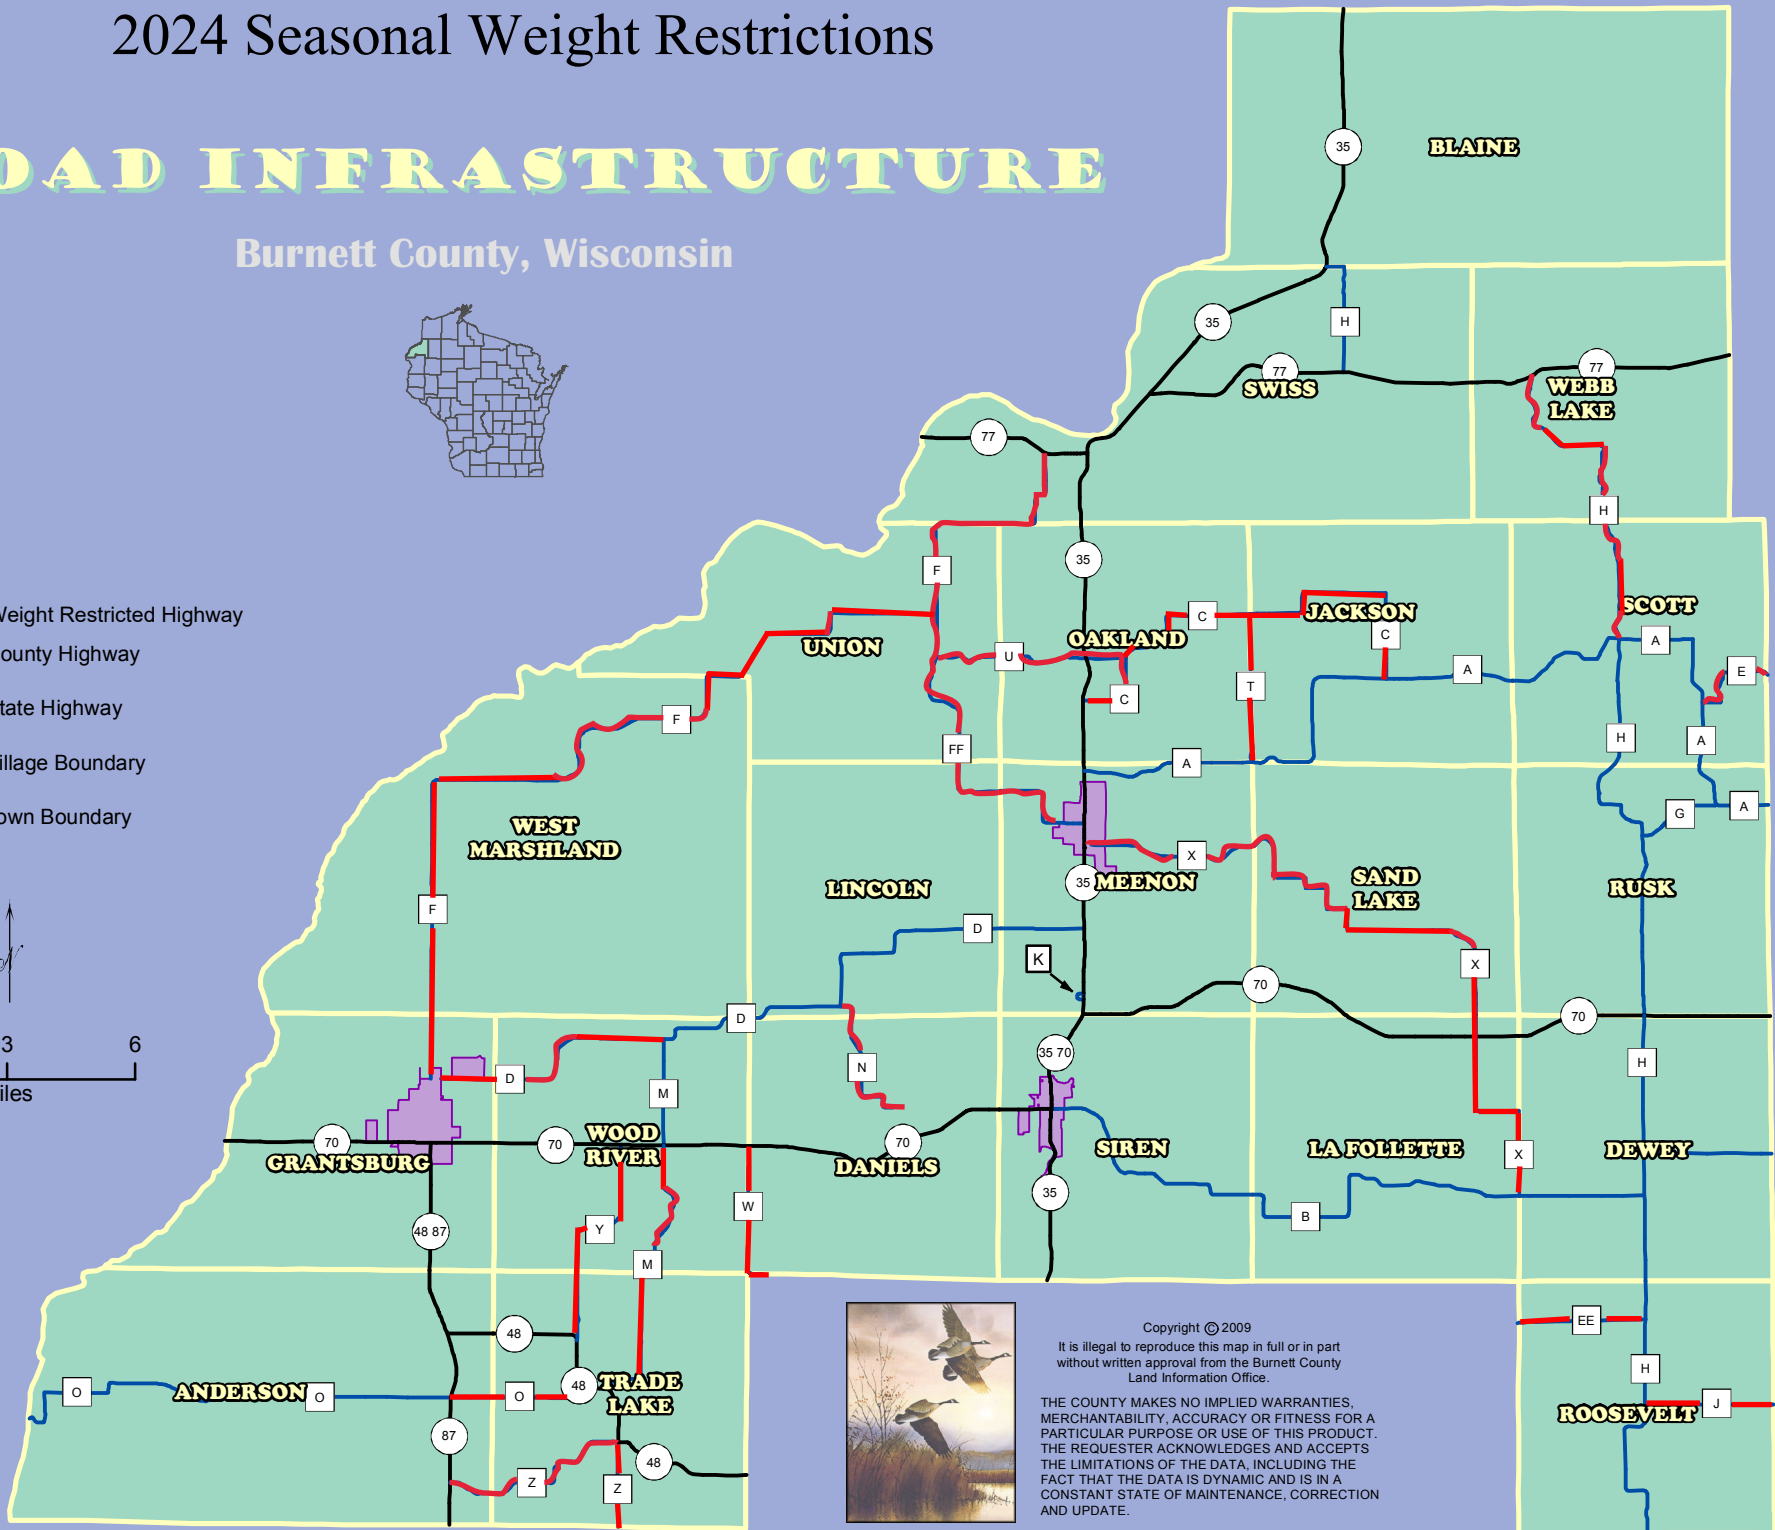 2024 Seasonal Weight Restrictions
OAD INFRASTRUCTURE
Burnett County, Wisconsin
Weight Restricted Highway
ounty Highway
tate Highway
illage Boundary
own Boundary
N
3 6
iles
35
BLAINE
35
H
77
SWISS
77
WEBB
LAKE
77
H
F
35
C
JACKSON
SCOTT
C
A
UNION
OAKLAND
U
A
E
T
C
F
FF
H
A
A
G
A
WEST
MARSHLAND
X
35
MEENON
LINCOLN
SAND
LAKE
RUSK
F
D
K
X
70
70
D
35 70
D
N
H
M
70
GRANTSBURG
70
WOOD
RIVER
70
DANIELS
SIREN
LA FOLLETTE
X
DEWEY
35
W
B
48 87
Y
M
48
EE
H
O
ANDERSON
O
O
48
TRADE
LAKE
J
ROOSEVELT
87
48
Z
Z
Copyright © 2009
It is illegal to reproduce this map in full or in part
without written approval from the Burnett County
Land Information Office.
THE COUNTY MAKES NO IMPLIED WARRANTIES,
MERCHANTABILITY, ACCURACY OR FITNESS FOR A
PARTICULAR PURPOSE OR USE OF THIS PRODUCT.
THE REQUESTER ACKNOWLEDGES AND ACCEPTS
THE LIMITATIONS OF THE DATA, INCLUDING THE
FACT THAT THE DATA IS DYNAMIC AND IS IN A
CONSTANT STATE OF MAINTENANCE, CORRECTION
AND UPDATE.